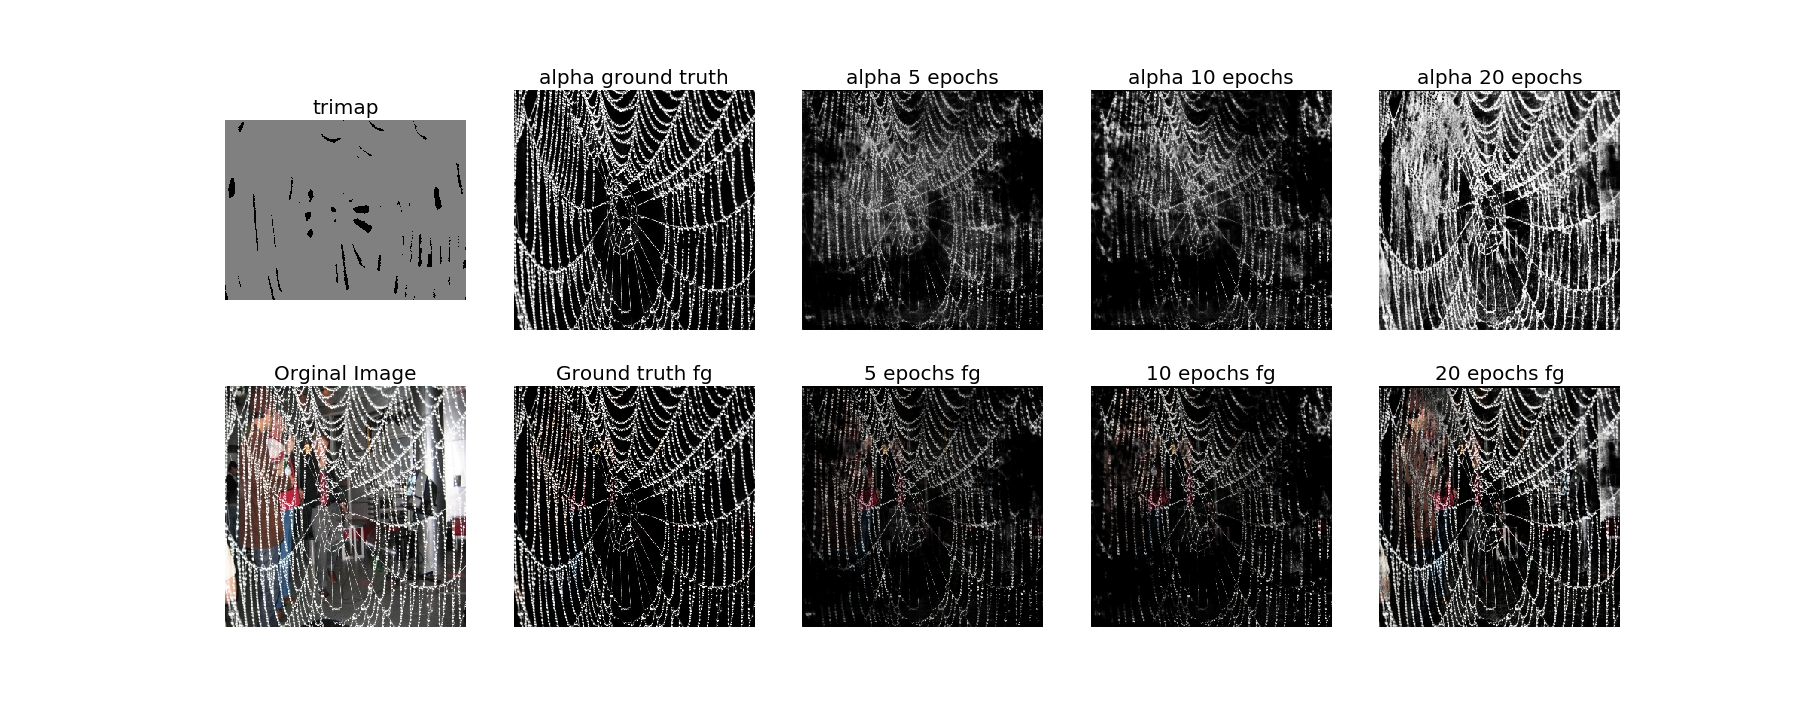 trimap
alpha ground truth
alpha 5 epochs
alpha 10 epochs
alpha 20 epochs
Orginal Image
Ground truth fg
5 epochs fg
10 epochs fg
20 epochs fg